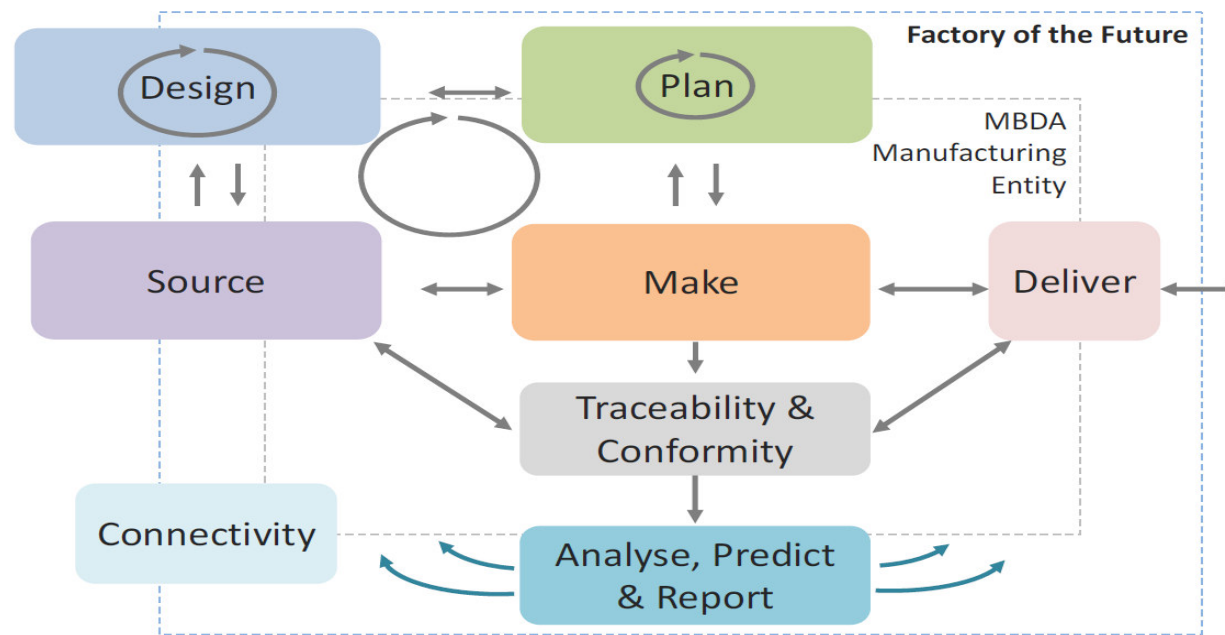 Factory of the Future
Design
Plan
MBDA
Manufacturing
Entity
Source
Make
Deliver
Traceability &
Conformity
Connectivity
Analyse, Predict
& Report